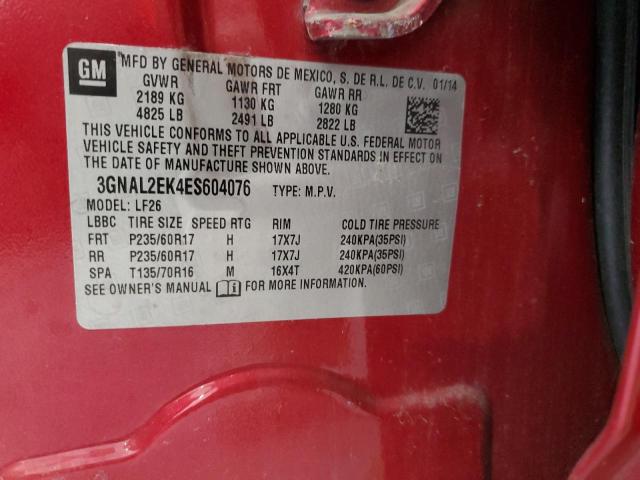 GM
MFD BY GENERAL MOTORS DE MEXICO, S. DE R.L. DE C.V. 01/14
GVWR GAWR FRT GAWR RR
2189 KG 1130 KG 1280 KG
4825 LB 2491 LB 2822 LB
THIS VEHICLE CONFORMS TO ALL APPLICABLE U.S. FEDERAL MOTOR
VEHICLE SAFETY AND THEFT PREVENTION STANDARDS IN EFFECT ON
THE DATE OF MANUFACTURE SHOWN ABOVE.
3GNAL2EK4ES604076 TYPE: M.P.V.
MODEL: LF26
LBBC TIRE SIZE SPEED RTG RIM COLD TIRE PRESSURE
FRT P235/60R17 H 17X7J 240KPA(35PSI)
RR P235/60R17 H 17X7J 240KPA(35PSI)
SPA T135/70R16 M 16X4T 420KPA(60PSI)
SEE OWNER'S MANUAL FOR MORE INFORMATION.